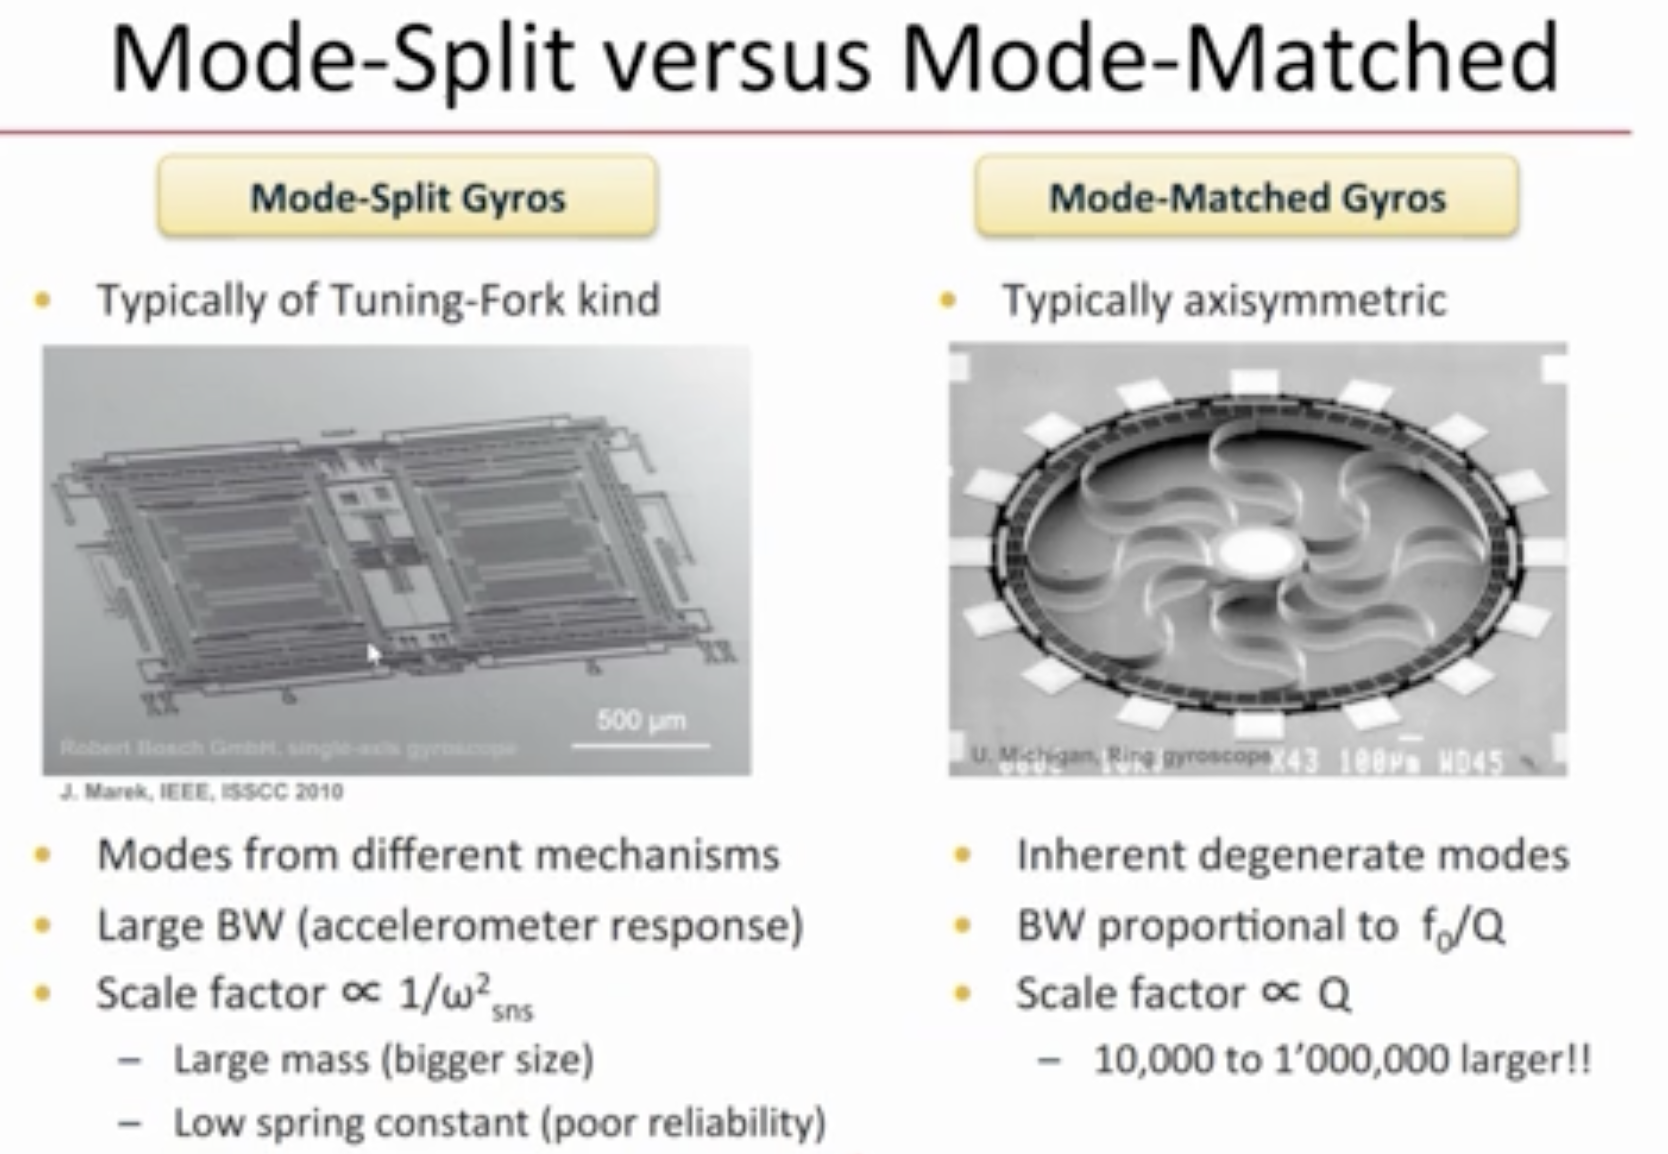 Mode-Split versus Mode-Matched
Mode-Split Gyros
• Typically of Tuning-Fork kind
500 μm
Robert Bosch GmbH, single-axis gyroscope
J. Marek, IEEE, ISSCC 2010
• Modes from different mechanisms
• Large BW (accelerometer response)
• Scale factor ∝ 1/ω²sns
– Large mass (bigger size)
– Low spring constant (poor reliability)
Mode-Matched Gyros
• Typically axisymmetric
U. Michigan, Ring gyroscope
X43 100μm WD45
• Inherent degenerate modes
• BW proportional to f₀/Q
• Scale factor ∝ Q
– 10,000 to 1’000,000 larger!!